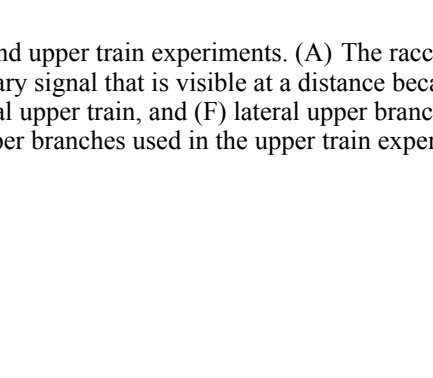 nd upper train experiments. (A) The racc
ary signal that is visible at a distance beca
al upper train, and (F) lateral upper branc
per branches used in the upper train exper